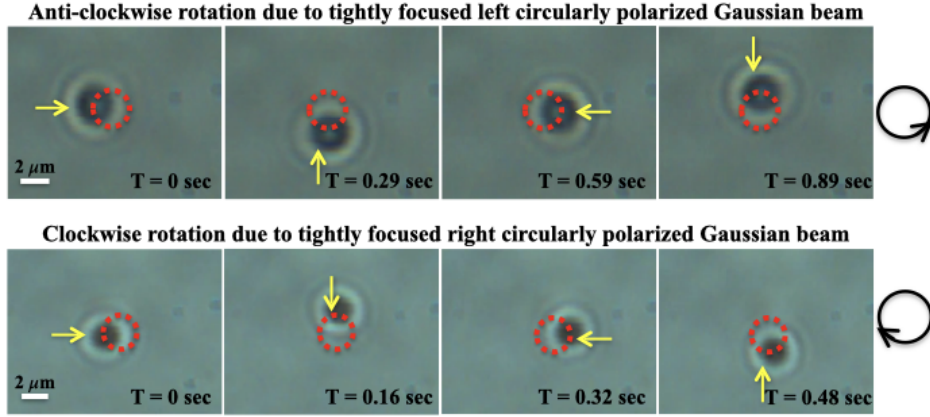 Anti-clockwise rotation due to tightly focused left circularly polarized Gaussian beam
2 μm
T = 0 sec
T = 0.29 sec
T = 0.59 sec
T = 0.89 sec
Clockwise rotation due to tightly focused right circularly polarized Gaussian beam
2 μm
T = 0 sec
T = 0.16 sec
T = 0.32 sec
T = 0.48 sec